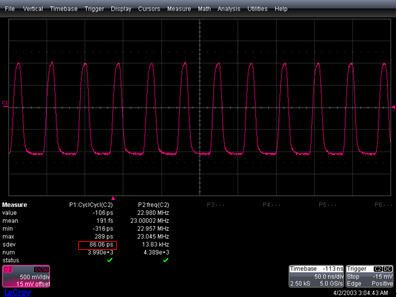 File Vertical Timebase Trigger Display Cursors Measure Math Analysis Utilities Help
C2
Measure P1:CyclCycl(C2) P2:freq(C2) P3:- - - P4:- - - P5:- - - P6:- - -
value -106 ps 22.980 MHz
mean 191 fs 23.00002 MHz
min -316 ps 22.957 MHz
max 289 ps 23.045 MHz
sdev 86.06 ps 13.83 kHz
num 3.990e+3 4.389e+3
status
C2
500 mV/div
15 mV offset
Timebase -113 ns
50.0 ns/div
2.50 kS 5.0 GS/s
Trigger C2 DC
Stop -15 mV
Edge Positive
LeCroy
4/2/2003 3:04:43 AM